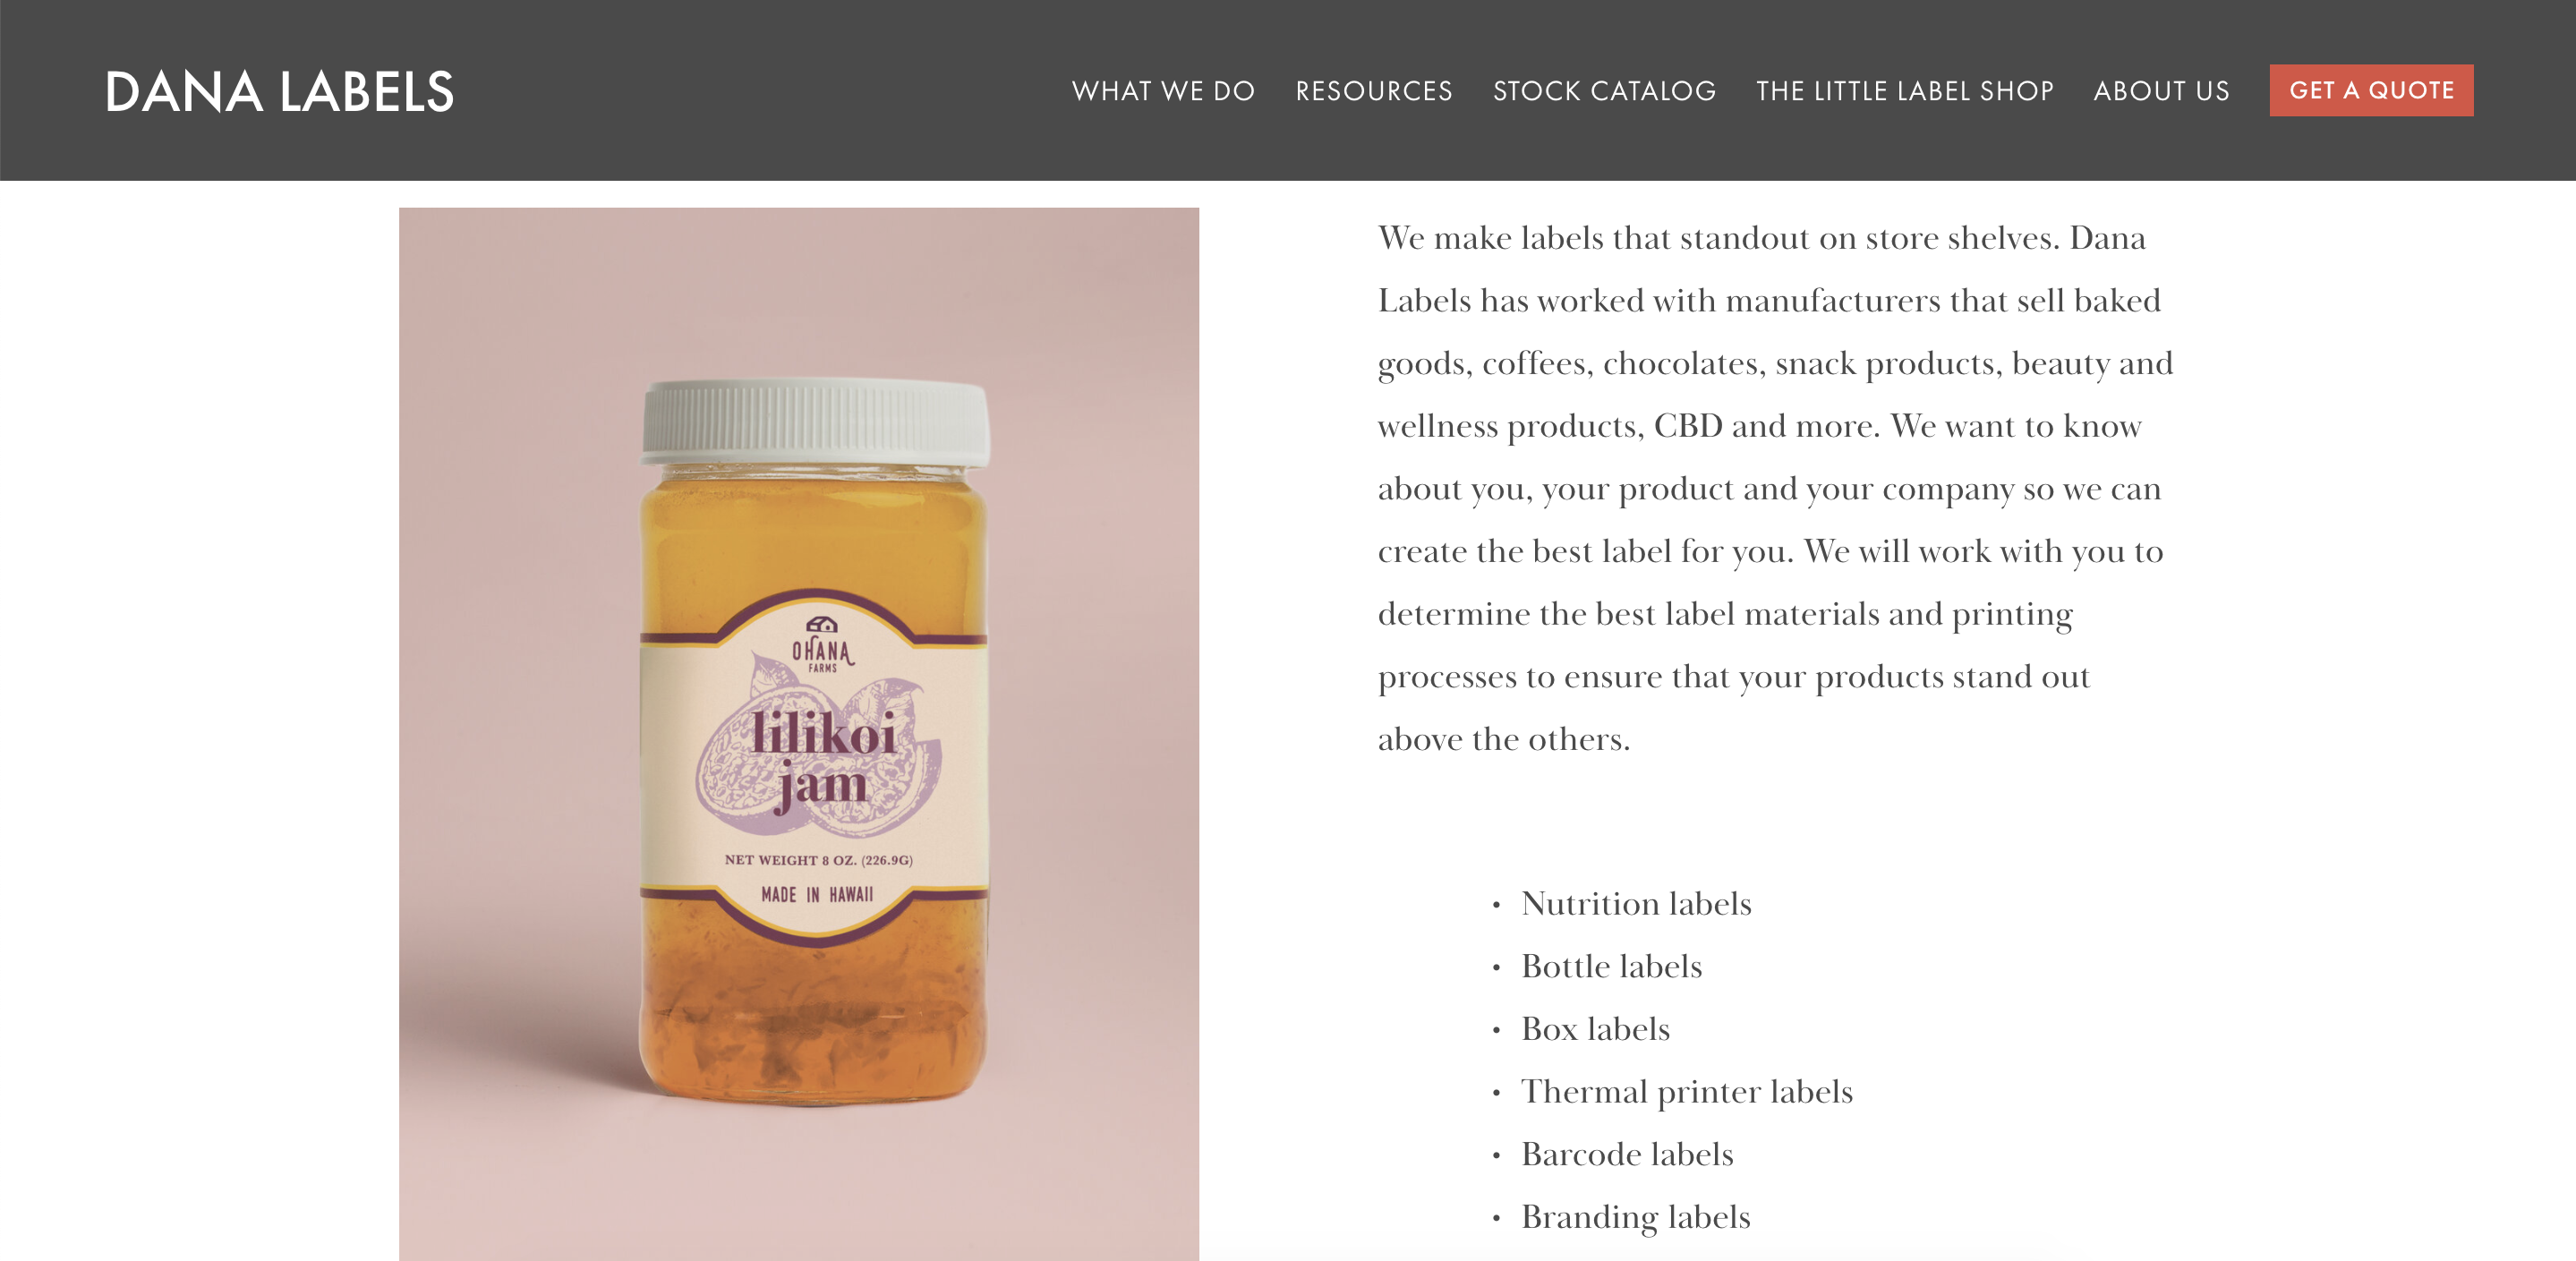 DANA LABELS
WHAT WE DO
RESOURCES
STOCK CATALOG
THE LITTLE LABEL SHOP
ABOUT US
GET A QUOTE
OHANA
FARMS
lilikoi
jam
NET WEIGHT 8 OZ. (226.9G)
MADE IN HAWAII
We make labels that standout on store shelves. Dana
Labels has worked with manufacturers that sell baked
goods, coffees, chocolates, snack products, beauty and
wellness products, CBD and more. We want to know
about you, your product and your company so we can
create the best label for you. We will work with you to
determine the best label materials and printing
processes to ensure that your products stand out
above the others.
• Nutrition labels
• Bottle labels
• Box labels
• Thermal printer labels
• Barcode labels
• Branding labels